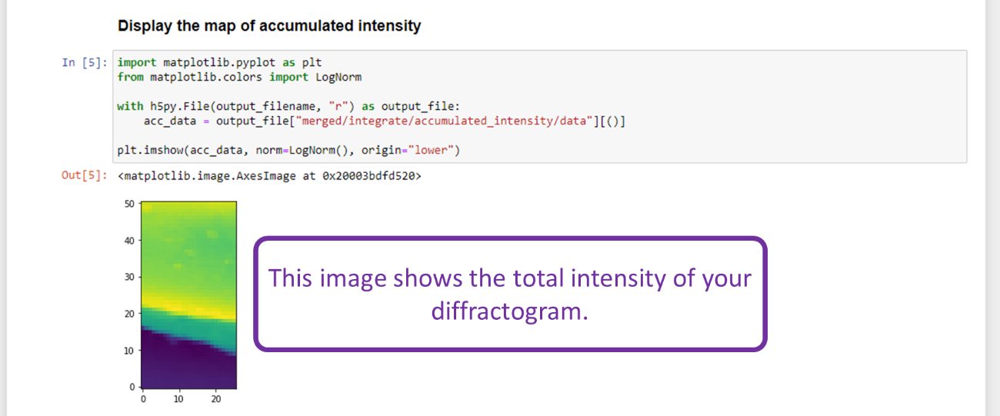 Display the map of accumulated intensity
In [5]:
import matplotlib.pyplot as plt
from matplotlib.colors import LogNorm
with h5py.File(output_filename, "r") as output_file:
    acc_data = output_file["merged/integrate/accumulated_intensity/data"][()]
plt.imshow(acc_data, norm=LogNorm(), origin="lower")
Out[5]: <matplotlib.image.AxesImage at 0x20003bdfd520>
50
40
30
20
10
0
0 10 20
This image shows the total intensity of your
diffractogram.